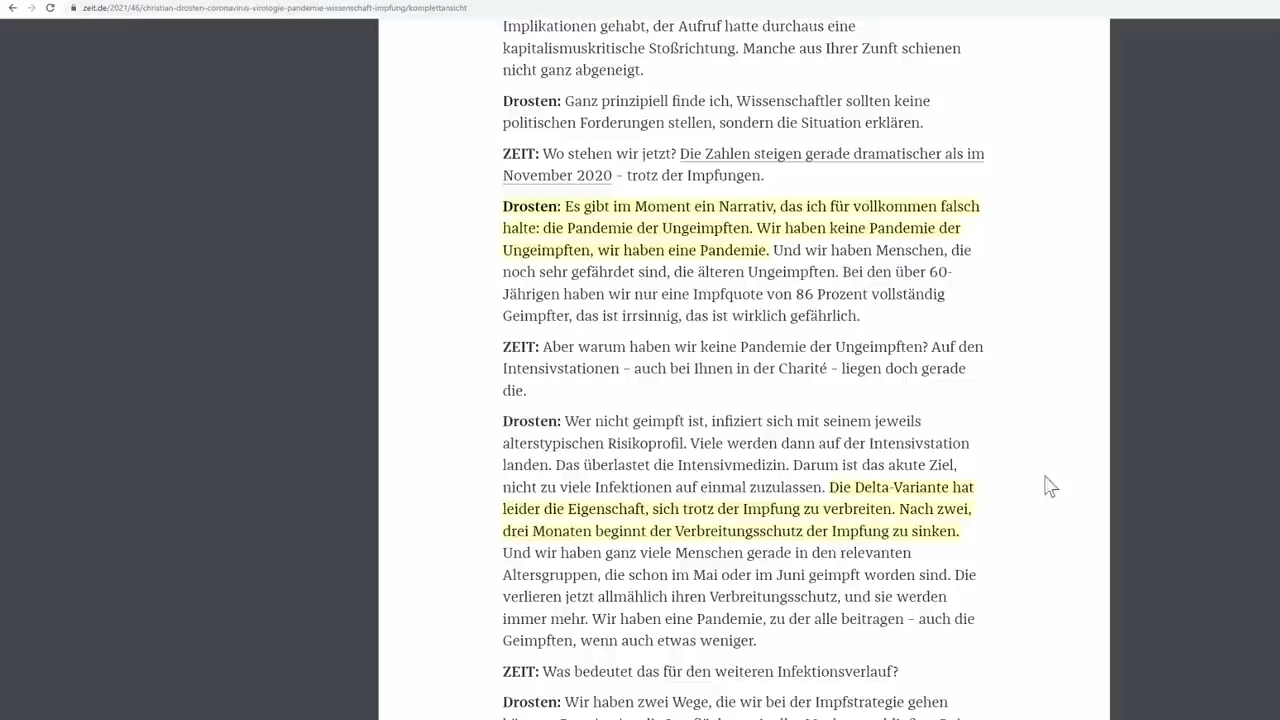 zeit.de/2021/46/christian-drosten-coronavirus-virologie-pandemie-wissenschaft-impfung/komplettansicht
Implikationen gehabt, der Aufruf hatte durchaus eine
kapitalismuskritische Stoßrichtung. Manche aus Ihrer Zunft schienen
nicht ganz abgeneigt.
Drosten: Ganz prinzipiell finde ich, Wissenschaftler sollten keine
politischen Forderungen stellen, sondern die Situation erklären.
ZEIT: Wo stehen wir jetzt? Die Zahlen steigen gerade dramatischer als im
November 2020 – trotz der Impfungen.
Drosten: Es gibt im Moment ein Narrativ, das ich für vollkommen falsch
halte: die Pandemie der Ungeimpften. Wir haben keine Pandemie der
Ungeimpften, wir haben eine Pandemie. Und wir haben Menschen, die
noch sehr gefährdet sind, die älteren Ungeimpften. Bei den über 60-
Jährigen haben wir nur eine Impfquote von 86 Prozent vollständig
Geimpfter, das ist irrsinnig, das ist wirklich gefährlich.
ZEIT: Aber warum haben wir keine Pandemie der Ungeimpften? Auf den
Intensivstationen – auch bei Ihnen in der Charité – liegen doch gerade
die.
Drosten: Wer nicht geimpft ist, infiziert sich mit seinem jeweils
alterstypischen Risikoprofil. Viele werden dann auf der Intensivstation
landen. Das überlastet die Intensivmedizin. Darum ist das akute Ziel,
nicht zu viele Infektionen auf einmal zuzulassen. Die Delta-Variante hat
leider die Eigenschaft, sich trotz der Impfung zu verbreiten. Nach zwei,
drei Monaten beginnt der Verbreitungsschutz der Impfung zu sinken.
Und wir haben ganz viele Menschen gerade in den relevanten
Altersgruppen, die schon im Mai oder im Juni geimpft worden sind. Die
verlieren jetzt allmählich ihren Verbreitungsschutz, und sie werden
immer mehr. Wir haben eine Pandemie, zu der alle beitragen – auch die
Geimpften, wenn auch etwas weniger.
ZEIT: Was bedeutet das für den weiteren Infektionsverlauf?
Drosten: Wir haben zwei Wege, die wir bei der Impfstrategie gehen